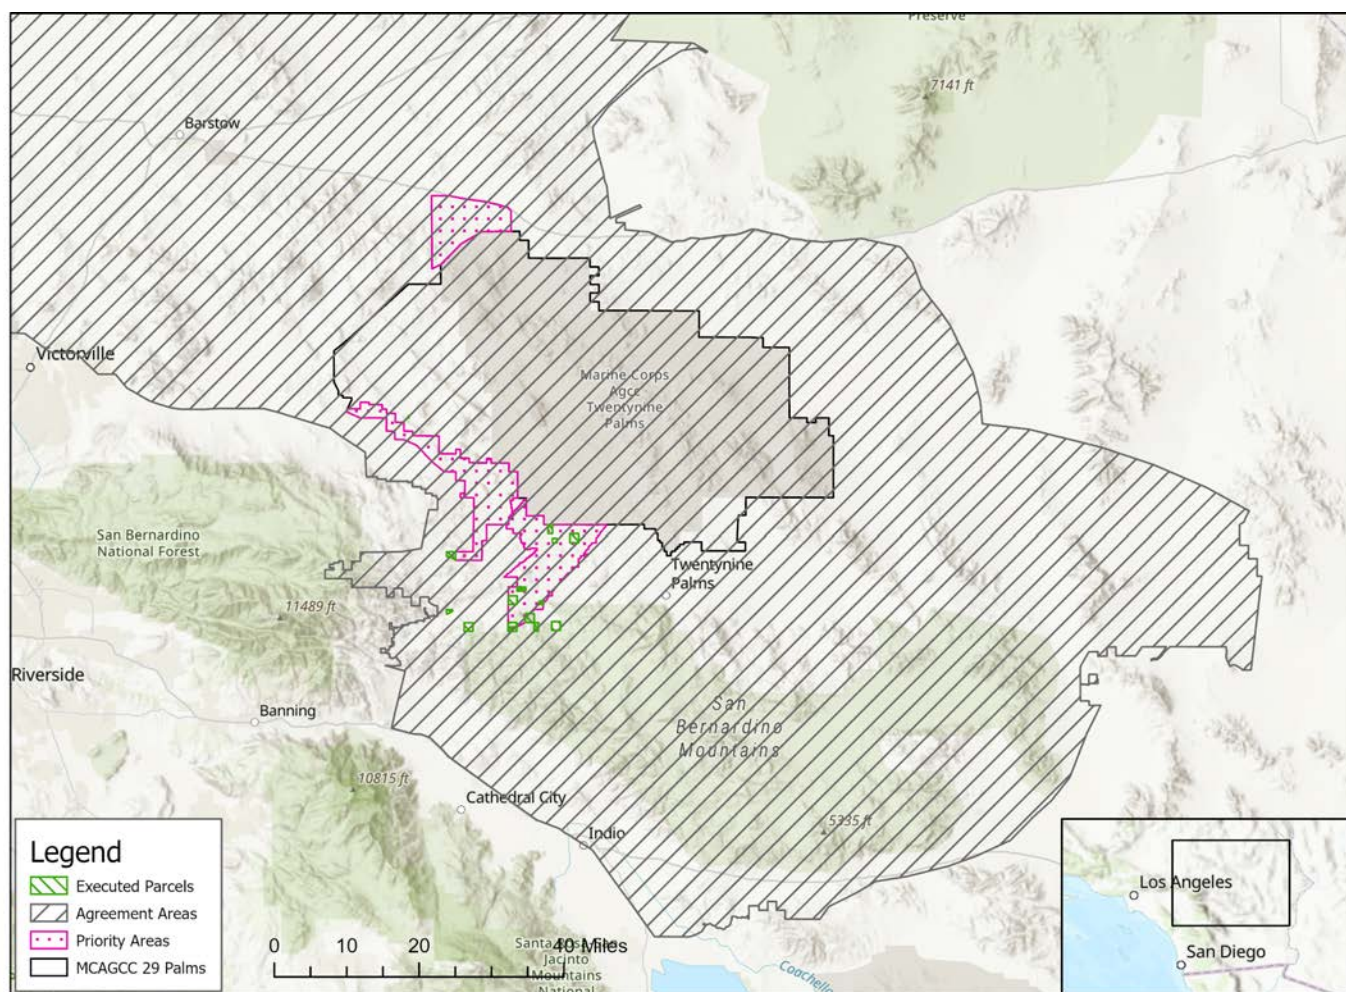 Preserve
7141 ft
Barstow
Victorville
Marine Corps
Agcc
Twentynine
Palms
San Bernardino
National Forest
Twentynine
Palms
11489 ft
Riverside
Banning
San
Bernardino
Mountains
10815 ft
Cathedral City
5335 ft
Indio
Legend
Executed Parcels
Agreement Areas
Priority Areas
MCAGCC 29 Palms
0 10 20 40 Miles
Jacinto
Mountains
National
Coachella
Los Angeles
San Diego